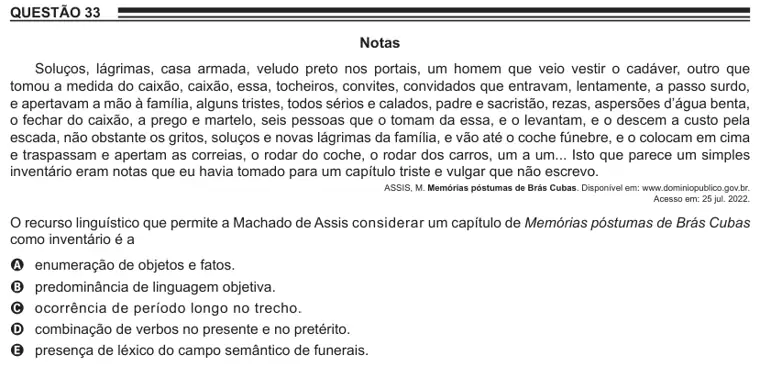 QUESTÃO 33
Notas
Soluços, lágrimas, casa armada, veludo preto nos portais, um homem que veio vestir o cadáver, outro que
tomou a medida do caixão, caixão, essa, tocheiros, convites, convidados que entravam, lentamente, a passo surdo,
e apertavam a mão à família, alguns tristes, todos sérios e calados, padre e sacristão, rezas, aspersões d'água benta,
o fechar do caixão, a prego e martelo, seis pessoas que o tomam da essa, e o levantam, e o descem a custo pela
escada, não obstante os gritos, soluços e novas lágrimas da família, e vão até o coche fúnebre, e o colocam em cima
e traspassam e apertam as correias, o rodar do coche, o rodar dos carros, um a um... Isto que parece um simples
inventário eram notas que eu havia tomado para um capítulo triste e vulgar que não escrevo.
ASSIS, M. Memórias póstumas de Brás Cubas. Disponível em: www.dominiopublico.gov.br.
Acesso em: 25 jul. 2022.
O recurso linguístico que permite a Machado de Assis considerar um capítulo de Memórias póstumas de Brás Cubas
como inventário é a
A enumeração de objetos e fatos.
B predominância de linguagem objetiva.
C ocorrência de período longo no trecho.
D combinação de verbos no presente e no pretérito.
E presença de léxico do campo semântico de funerais.